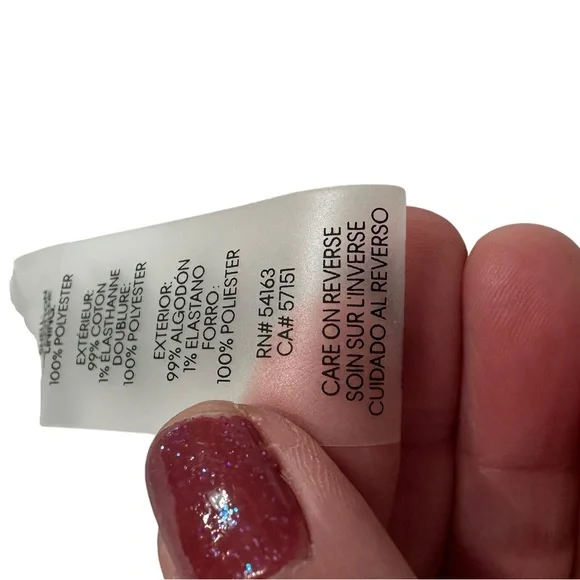 100% POLYESTER
EXTÉRIEUR:
99% COTON
1% ÉLASTHANNE
DOUBLURE:
100% POLYESTER
EXTERIOR:
99% ALGODÓN
1% ELASTANO
FORRO:
100% POLIESTER
RN# 54163
CA# 57151
CARE ON REVERSE
SOIN SUR L'INVERSE
CUIDADO AL REVERSO